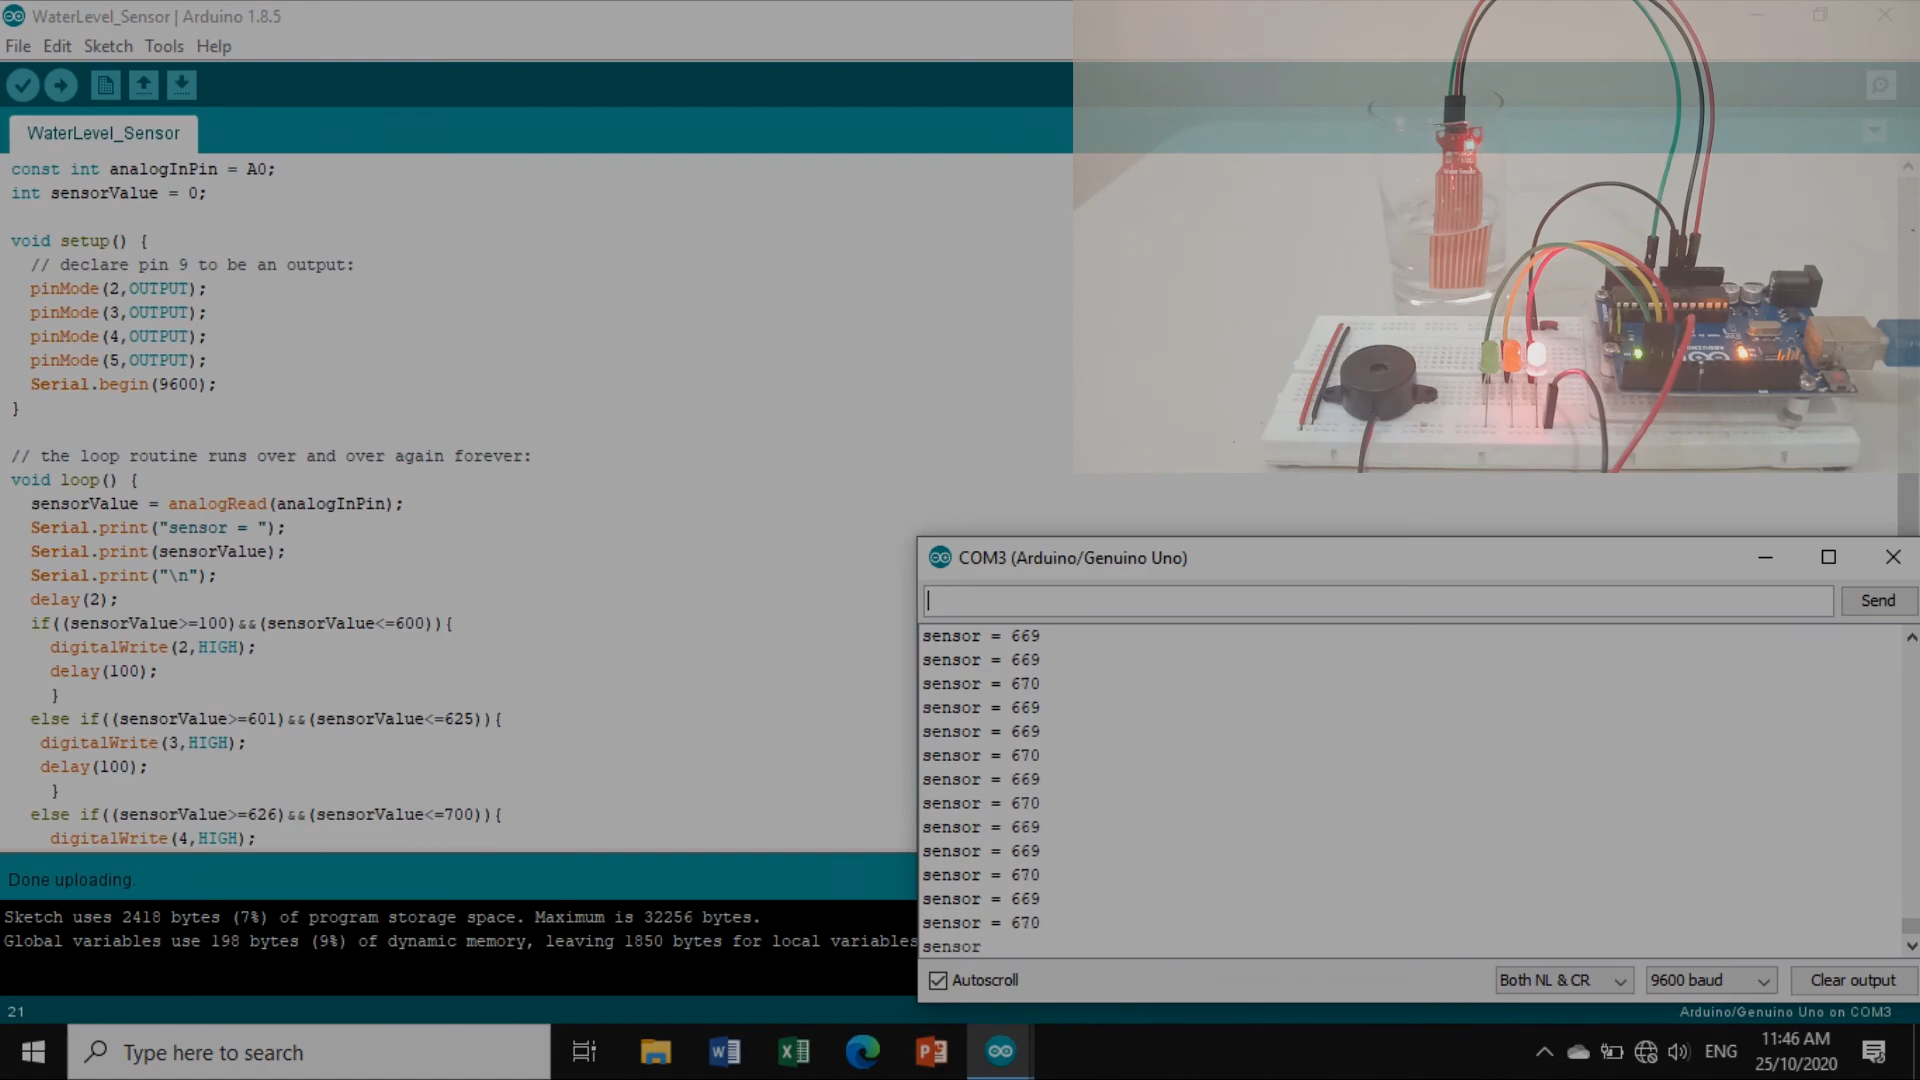 WaterLevel_Sensor | Arduino 1.8.5
File Edit Sketch Tools Help
WaterLevel_Sensor
const int analogInPin = A0;
int sensorValue = 0;
void setup() {
// declare pin 9 to be an output:
pinMode(2,OUTPUT);
pinMode(3,OUTPUT);
pinMode(4,OUTPUT);
pinMode(5,OUTPUT);
Serial.begin(9600);
}
// the loop routine runs over and over again forever:
void loop() {
sensorValue = analogRead(analogInPin);
Serial.print("sensor = ");
Serial.print(sensorValue);
Serial.print("\n");
delay(2);
if((sensorValue>=100)&&(sensorValue<=600)){
digitalWrite(2,HIGH);
delay(100);
}
else if((sensorValue>=601)&&(sensorValue<=625)){
digitalWrite(3,HIGH);
delay(100);
}
else if((sensorValue>=626)&&(sensorValue<=700)){
digitalWrite(4,HIGH);
Done uploading.
Sketch uses 2418 bytes (7%) of program storage space. Maximum is 32256 bytes.
Global variables use 198 bytes (9%) of dynamic memory, leaving 1850 bytes for local variables
21
COM3 (Arduino/Genuino Uno)
Send
sensor = 669
sensor = 669
sensor = 670
sensor = 669
sensor = 669
sensor = 670
sensor = 669
sensor = 670
sensor = 669
sensor = 669
sensor = 670
sensor = 669
sensor = 670
sensor
Autoscroll
Both NL & CR
9600 baud
Clear output
Arduino/Genuino Uno on COM3
Type here to search
ENG
11:46 AM
25/10/2020